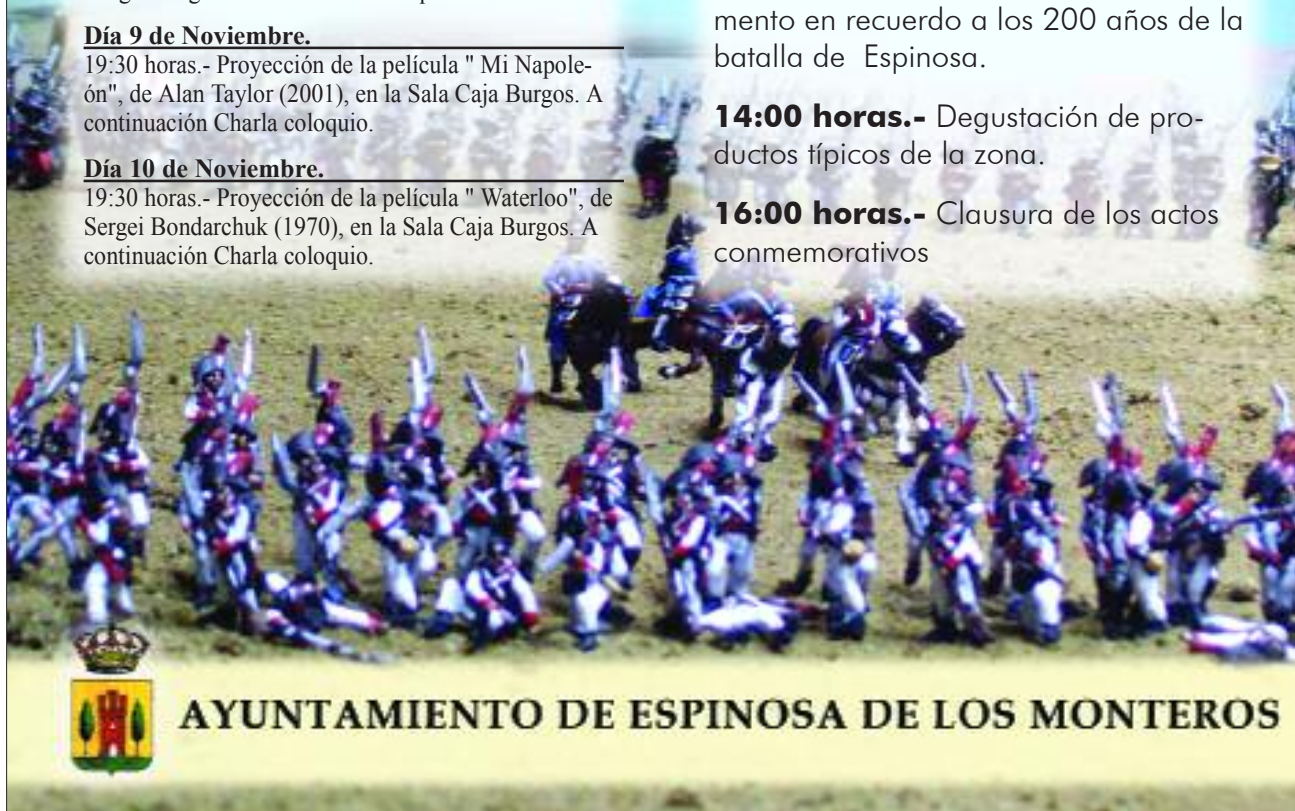 Día 9 de Noviembre.
19:30 horas.- Proyección de la película " Mi Napole-
ón", de Alan Taylor (2001), en la Sala Caja Burgos. A
continuación Charla coloquio.
Día 10 de Noviembre.
19:30 horas.- Proyección de la película " Waterloo", de
Sergei Bondarchuk (1970), en la Sala Caja Burgos. A
continuación Charla coloquio.
mento en recuerdo a los 200 años de la
batalla de  Espinosa.
14:00 horas.- Degustación de pro-
ductos típicos de la zona.
16:00 horas.- Clausura de los actos
conmemorativos
AYUNTAMIENTO DE ESPINOSA DE LOS MONTEROS